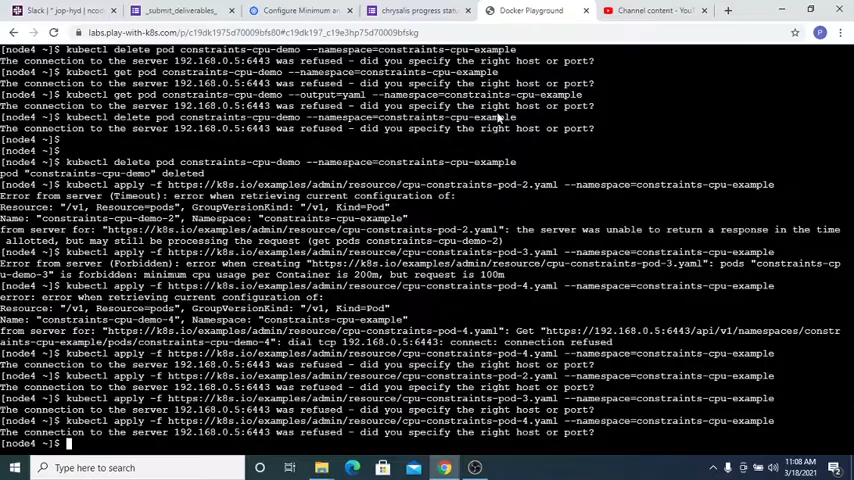 Slack | * jop-hyd | ncod
_submit_deliverables_
Configure Minimum an
chrysalis progress statu
Docker Playground
Channel content - YouTu
labs.play-with-k8s.com/p/c19dk1975d70009bfs80#c19dk197_c19e3hpc75d70009bfskg
Paused
[node4 ~]$ kubectl delete pod constraints-cpu-demo --namespace=constraints-cpu-example
The connection to the server 192.168.0.5:6443 was refused - did you specify the right host or port?
[node4 ~]$ kubectl get pod constraints-cpu-demo --namespace=constraints-cpu-example
The connection to the server 192.168.0.5:6443 was refused - did you specify the right host or port?
[node4 ~]$ kubectl get pod constraints-cpu-demo --output=yaml --namespace=constraints-cpu-example
The connection to the server 192.168.0.5:6443 was refused - did you specify the right host or port?
[node4 ~]$ kubectl delete pod constraints-cpu-demo --namespace=constraints-cpu-example
The connection to the server 192.168.0.5:6443 was refused - did you specify the right host or port?
[node4 ~]$
[node4 ~]$
[node4 ~]$ kubectl delete pod constraints-cpu-demo --namespace=constraints-cpu-example
pod "constraints-cpu-demo" deleted
[node4 ~]$ kubectl apply -f https://k8s.io/examples/admin/resource/cpu-constraints-pod-2.yaml --namespace=constraints-cpu-example
Error from server (Timeout): error when retrieving current configuration of:
Resource: "/v1, Resource=pods", GroupVersionKind: "/v1, Kind=Pod"
Name: "constraints-cpu-demo-2", Namespace: "constraints-cpu-example"
from server for: "https://k8s.io/examples/admin/resource/cpu-constraints-pod-2.yaml": the server was unable to return a response in the time
allotted, but may still be processing the request (get pods constraints-cpu-demo-2)
[node4 ~]$ kubectl apply -f https://k8s.io/examples/admin/resource/cpu-constraints-pod-3.yaml --namespace=constraints-cpu-example
Error from server (Forbidden): error when creating "https://k8s.io/examples/admin/resource/cpu-constraints-pod-3.yaml": pods "constraints-cp
u-demo-3" is forbidden: minimum cpu usage per Container is 200m, but request is 100m
[node4 ~]$ kubectl apply -f https://k8s.io/examples/admin/resource/cpu-constraints-pod-4.yaml --namespace=constraints-cpu-example
error: error when retrieving current configuration of:
Resource: "/v1, Resource=pods", GroupVersionKind: "/v1, Kind=Pod"
Name: "constraints-cpu-demo-4", Namespace: "constraints-cpu-example"
from server for: "https://k8s.io/examples/admin/resource/cpu-constraints-pod-4.yaml": Get "https://192.168.0.5:6443/api/v1/namespaces/constr
aints-cpu-example/pods/constraints-cpu-demo-4": dial tcp 192.168.0.5:6443: connect: connection refused
[node4 ~]$ kubectl apply -f https://k8s.io/examples/admin/resource/cpu-constraints-pod-4.yaml --namespace=constraints-cpu-example
The connection to the server 192.168.0.5:6443 was refused - did you specify the right host or port?
[node4 ~]$ kubectl apply -f https://k8s.io/examples/admin/resource/cpu-constraints-pod-2.yaml --namespace=constraints-cpu-example
The connection to the server 192.168.0.5:6443 was refused - did you specify the right host or port?
[node4 ~]$ kubectl apply -f https://k8s.io/examples/admin/resource/cpu-constraints-pod-3.yaml --namespace=constraints-cpu-example
The connection to the server 192.168.0.5:6443 was refused - did you specify the right host or port?
[node4 ~]$ kubectl apply -f https://k8s.io/examples/admin/resource/cpu-constraints-pod-4.yaml --namespace=constraints-cpu-example
The connection to the server 192.168.0.5:6443 was refused - did you specify the right host or port?
[node4 ~]$
Type here to search
11:08 AM
3/18/2021
2